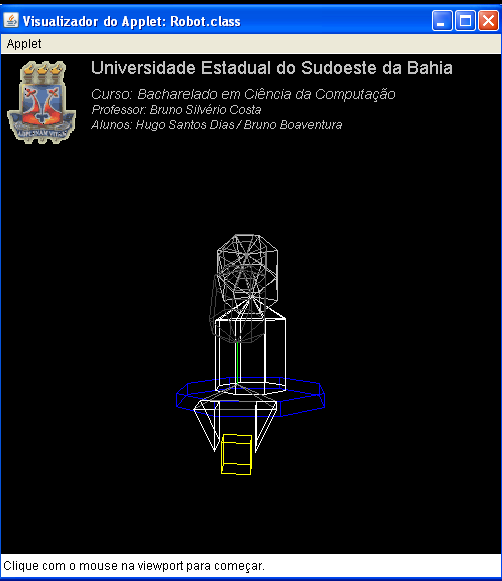 Visualizador do Applet: Robot.class
Applet
Universidade Estadual do Sudoeste da Bahia
Curso: Bacharelado em Ciência da Computação
Professor: Bruno Silvério Costa
Alunos: Hugo Santos Dias / Bruno Boaventura
Clique com o mouse na viewport para começar.